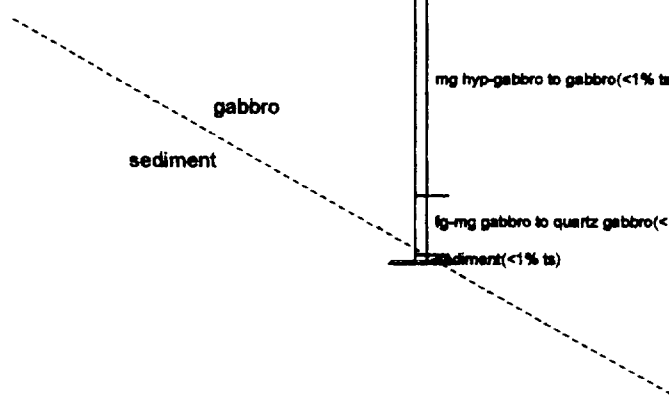 mg hyp-gabbro to gabbro(<1% ts
gabbro
sediment
fg-mg gabbro to quartz gabbro(<
sediment(<1% ts)